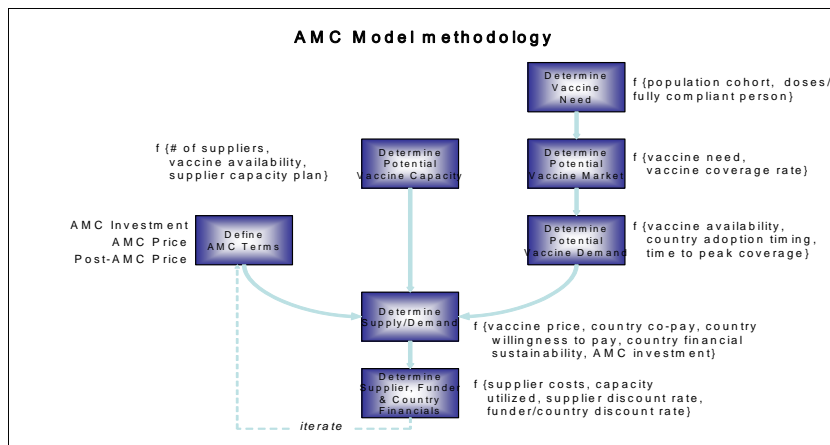 AMC Model methodology
Determine
Vaccine
Need
f {population cohort, doses/
fully compliant person}
f {# of suppliers,
vaccine availability,
supplier capacity plan}
Determine
Potential
Vaccine Capacity
Determine
Potential
Vaccine Market
f {vaccine need,
vaccine coverage rate}
AMC Investment
AMC Price
Post-AMC Price
Define
AMC Terms
Determine
Potential
Vaccine Demand
f {vaccine availability,
country adoption timing,
time to peak coverage}
Determine
Supply/Demand
f {vaccine price, country co-pay, country
willingness to pay, country financial
sustainability, AMC investment}
Determine
Supplier, Funder
& Country
Financials
f {supplier costs, capacity
utilized, supplier discount rate,
funder/country discount rate}
iterate